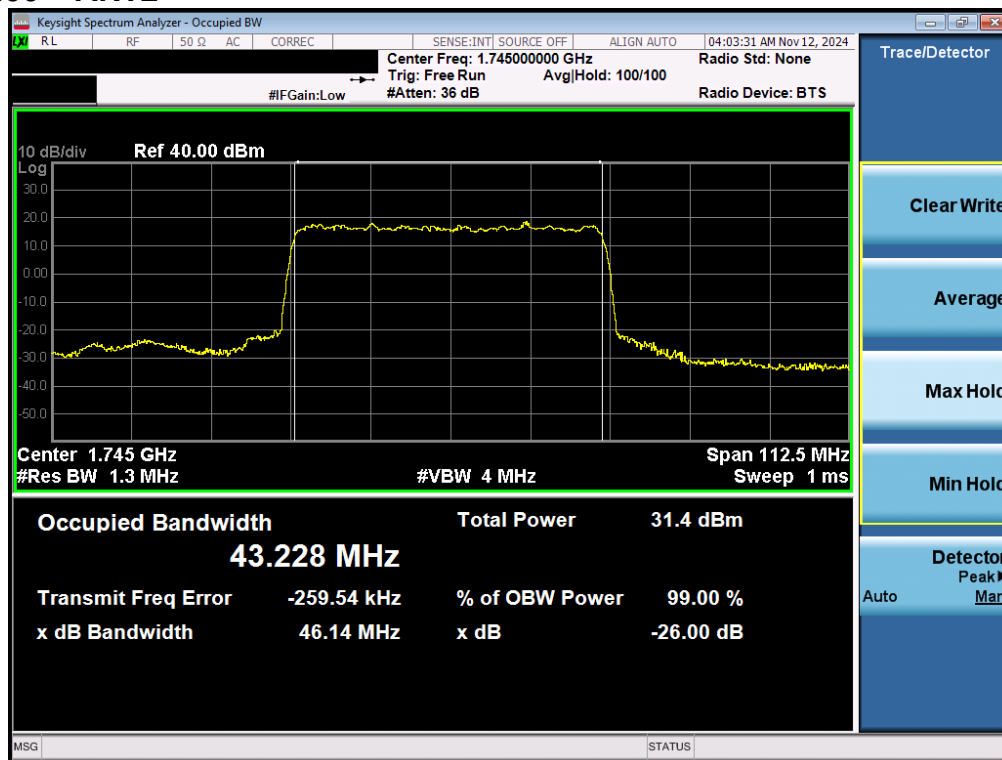 Keysight Spectrum Analyzer - Occupied BW
LXI RL RF 50 Ω AC CORREC SENSE:INT SOURCE OFF ALIGN AUTO 04:03:31 AM Nov 12, 2024
Center Freq: 1.745000000 GHz Radio Std: None
Trig: Free Run Avg|Hold: 100/100
#IFGain:Low #Atten: 36 dB Radio Device: BTS
Trace/Detector
10 dB/div Ref 40.00 dBm
Log
30.0
20.0
10.0
0.00
-10.0
-20.0
-30.0
-40.0
-50.0
Center 1.745 GHz Span 112.5 MHz
#Res BW 1.3 MHz #VBW 4 MHz Sweep 1 ms
Occupied Bandwidth Total Power 31.4 dBm
43.228 MHz
Transmit Freq Error -259.54 kHz % of OBW Power 99.00 %
x dB Bandwidth 46.14 MHz x dB -26.00 dB
Clear Write
Average
Max Hold
Min Hold
Detector
Peak
Auto Man
MSG STATUS